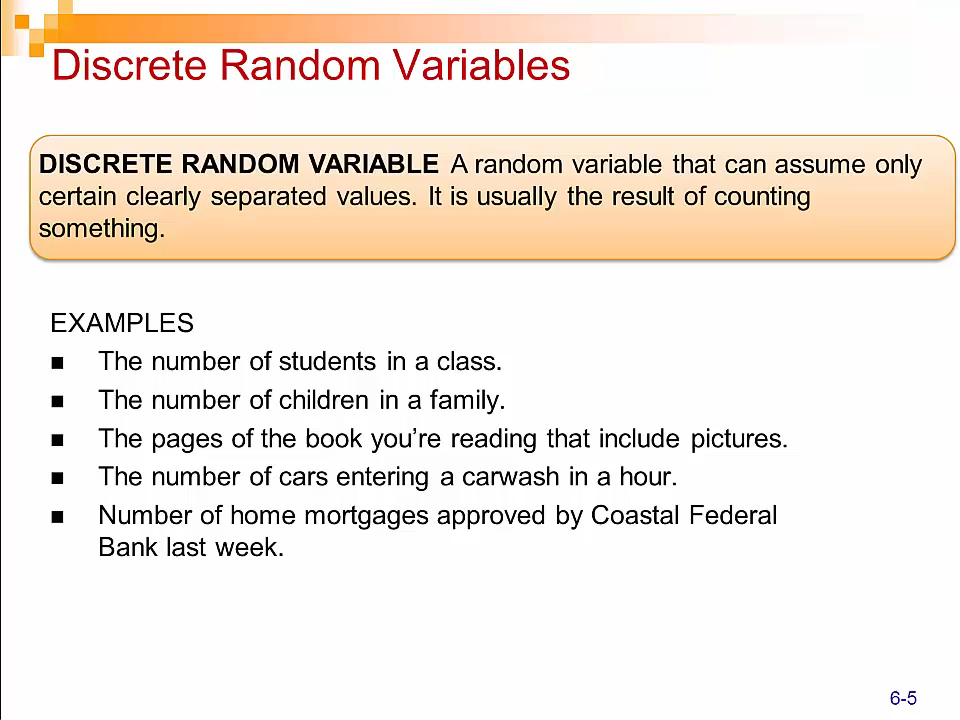 Discrete Random Variables
DISCRETE RANDOM VARIABLE A random variable that can assume only
certain clearly separated values. It is usually the result of counting
something.
EXAMPLES
■ The number of students in a class.
■ The number of children in a family.
■ The pages of the book you’re reading that include pictures.
■ The number of cars entering a carwash in a hour.
■ Number of home mortgages approved by Coastal Federal
Bank last week.
6-5